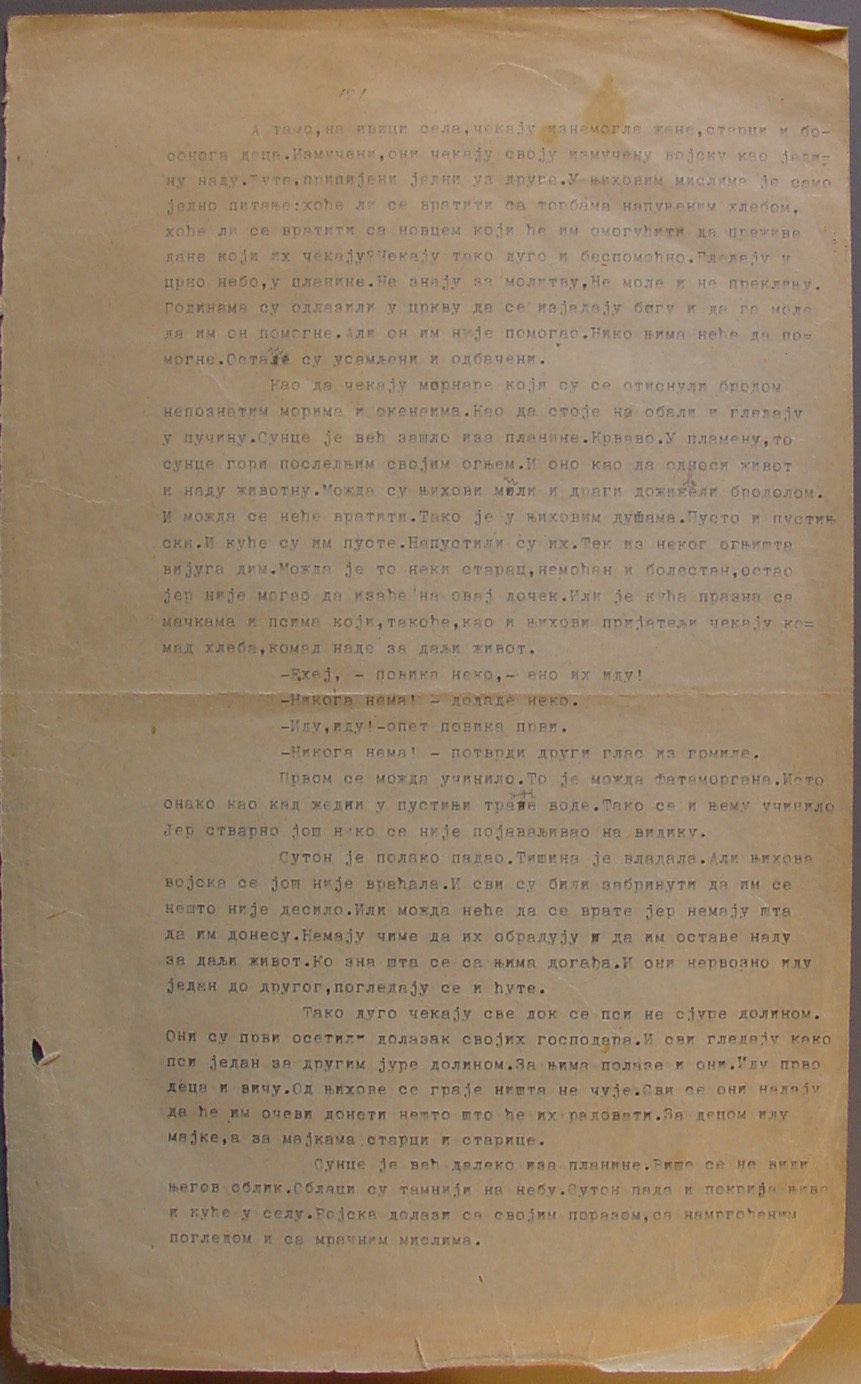 А тамо,на ивици села,чекају изнемогле жене,старци и бо-
сонога деца.Измучени,они чекају своју измучену војску као једи-
ну наду.Ћуте,припијени једни уз друге.У њиховим мислима је само
једно питање:хоће ли се вратити са торбама напуњеним хлебом,
хоће ли се вратити са новцем који ће им омогућити да преживе
дане који их чекају?Чекају тако дуго и беспомоћно.Гледају у
црно небо,у планине.Не знају за молитву,Не моле и не преклињу.
Годинама су одлазили у цркву да се изјадају богу и да га моле
да им он помогне.Али он им није помогао.Нико њима неће да по=
могне.Остали су усамљени и одбачени.
Као да чекају морнаре који су се отиснули бродом
непознатим морима и океанима.Као да стоје на обали и гледају
у пучину.Сунце је већ зашло иза планине.Крваво.У пламену,то
сунце гори последњим својим огњем.И оно као да односи живот
и наду животну.Можда су њихови мили и драги доживели бродолом.
И можда се неће вратити.Тако је у њиховим душама.Пусто и пустињ
ски.И куће су им пусте.Напустили су их.Тек из неког огњишта
вијуга дим.Можда је то неки старац,немоћан и болестан,остао
јер није могао да изађе на овај дочек.Или је кућа празна са
мачкама и псима који,такође,као и њихови пријатељи чекају ко=
мад хлеба,комад наде за даљи живот.
-Ехеј, - повика неко,- ено их иду!
-Никога нема! - додаде неко.
-Иду,иду!-опет повика први.
-Никога нема! - потврди други глас из гомиле.
Првом се можда учинило.То је можда фатаморгана.Исто
онако као кад жедни у пустињи траже воде.Тако се и њему учинило
Јер стварно још нико се није појаваљивао на видику.
Сутон је полако падао.Тишина је владала.Али њихова
војска се још није враћала.И сви су били забринути да им се
нешто није десило.Или можда неће да се врате јер немају шта
да им донесу.Немају чиме да их обрадују и да им оставе наду
за даљи живот.Ко зна шта се са њима догађа.И они нервозно иду
један до другог,погледају се и ћуте.
Тако дуго чекају све док се пси не сјуре долином.
Они су први осетили долазак својих господара.И сви гледају како
пси један за другим јуре долином.За њима полазе и они.Иду прво
деца и вичу.Од њихове се граје ништа не чује.Сви се они надају
да ће им очеви донети нешто што ће их радовати.За децом иду
мајке,а за мајкама старци и старице.
Сунце је већ далеко иза планине.Више се не види
његов облик.Облаци су тамнији на небу.Сутон пада и покрија њиве
и куће у селу.Војска долази са својим поразом,са намргођеним
погледом и са мрачним мислима.